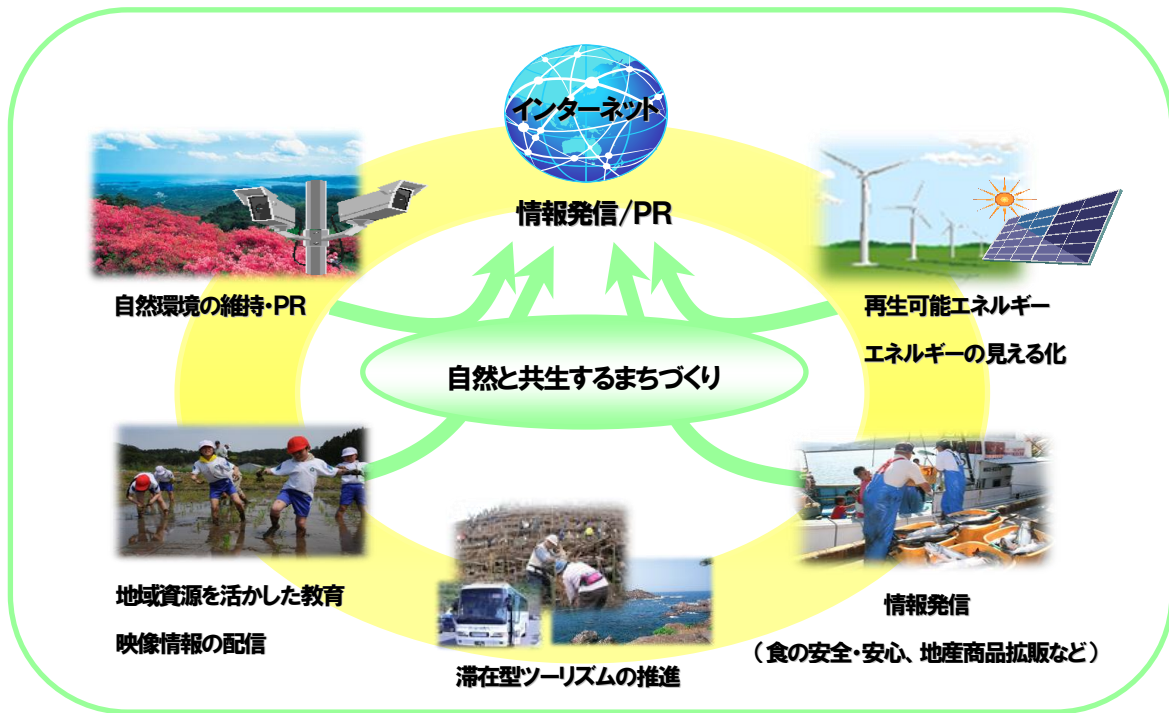 インターネット
情報発信/PR
自然環境の維持・PR
再生可能エネルギー
エネルギーの見える化
自然と共生するまちづくり
地域資源を活かした教育
映像情報の配信
滞在型ツーリズムの推進
情報発信
(食の安全・安心、地産商品拡販など)